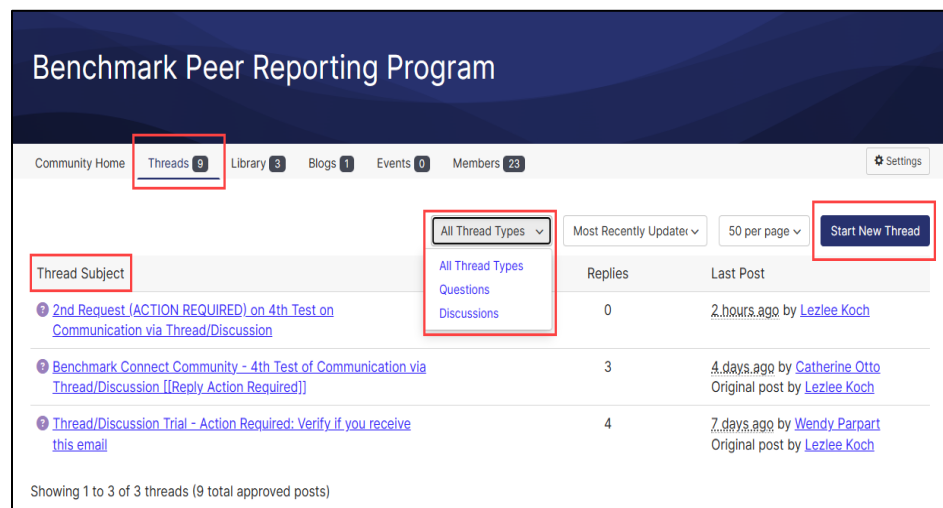 Benchmark Peer Reporting Program
Community Home Threads 9 Library 3 Blogs 1 Events 0 Members 23 Settings
All Thread Types Most Recently Updated 50 per page Start New Thread
Thread Subject Replies Last Post
All Thread Types
Questions
Discussions
2nd Request (ACTION REQUIRED) on 4th Test on 0 2 hours ago by Lezlee Koch
Communication via Thread/Discussion
Benchmark Connect Community - 4th Test of Communication via 3 4 days ago by Catherine Otto
Thread/Discussion [[Reply Action Required]] Original post by Lezlee Koch
Thread/Discussion Trial - Action Required: Verify if you receive 4 7 days ago by Wendy Parpart
this email Original post by Lezlee Koch
Showing 1 to 3 of 3 threads (9 total approved posts)